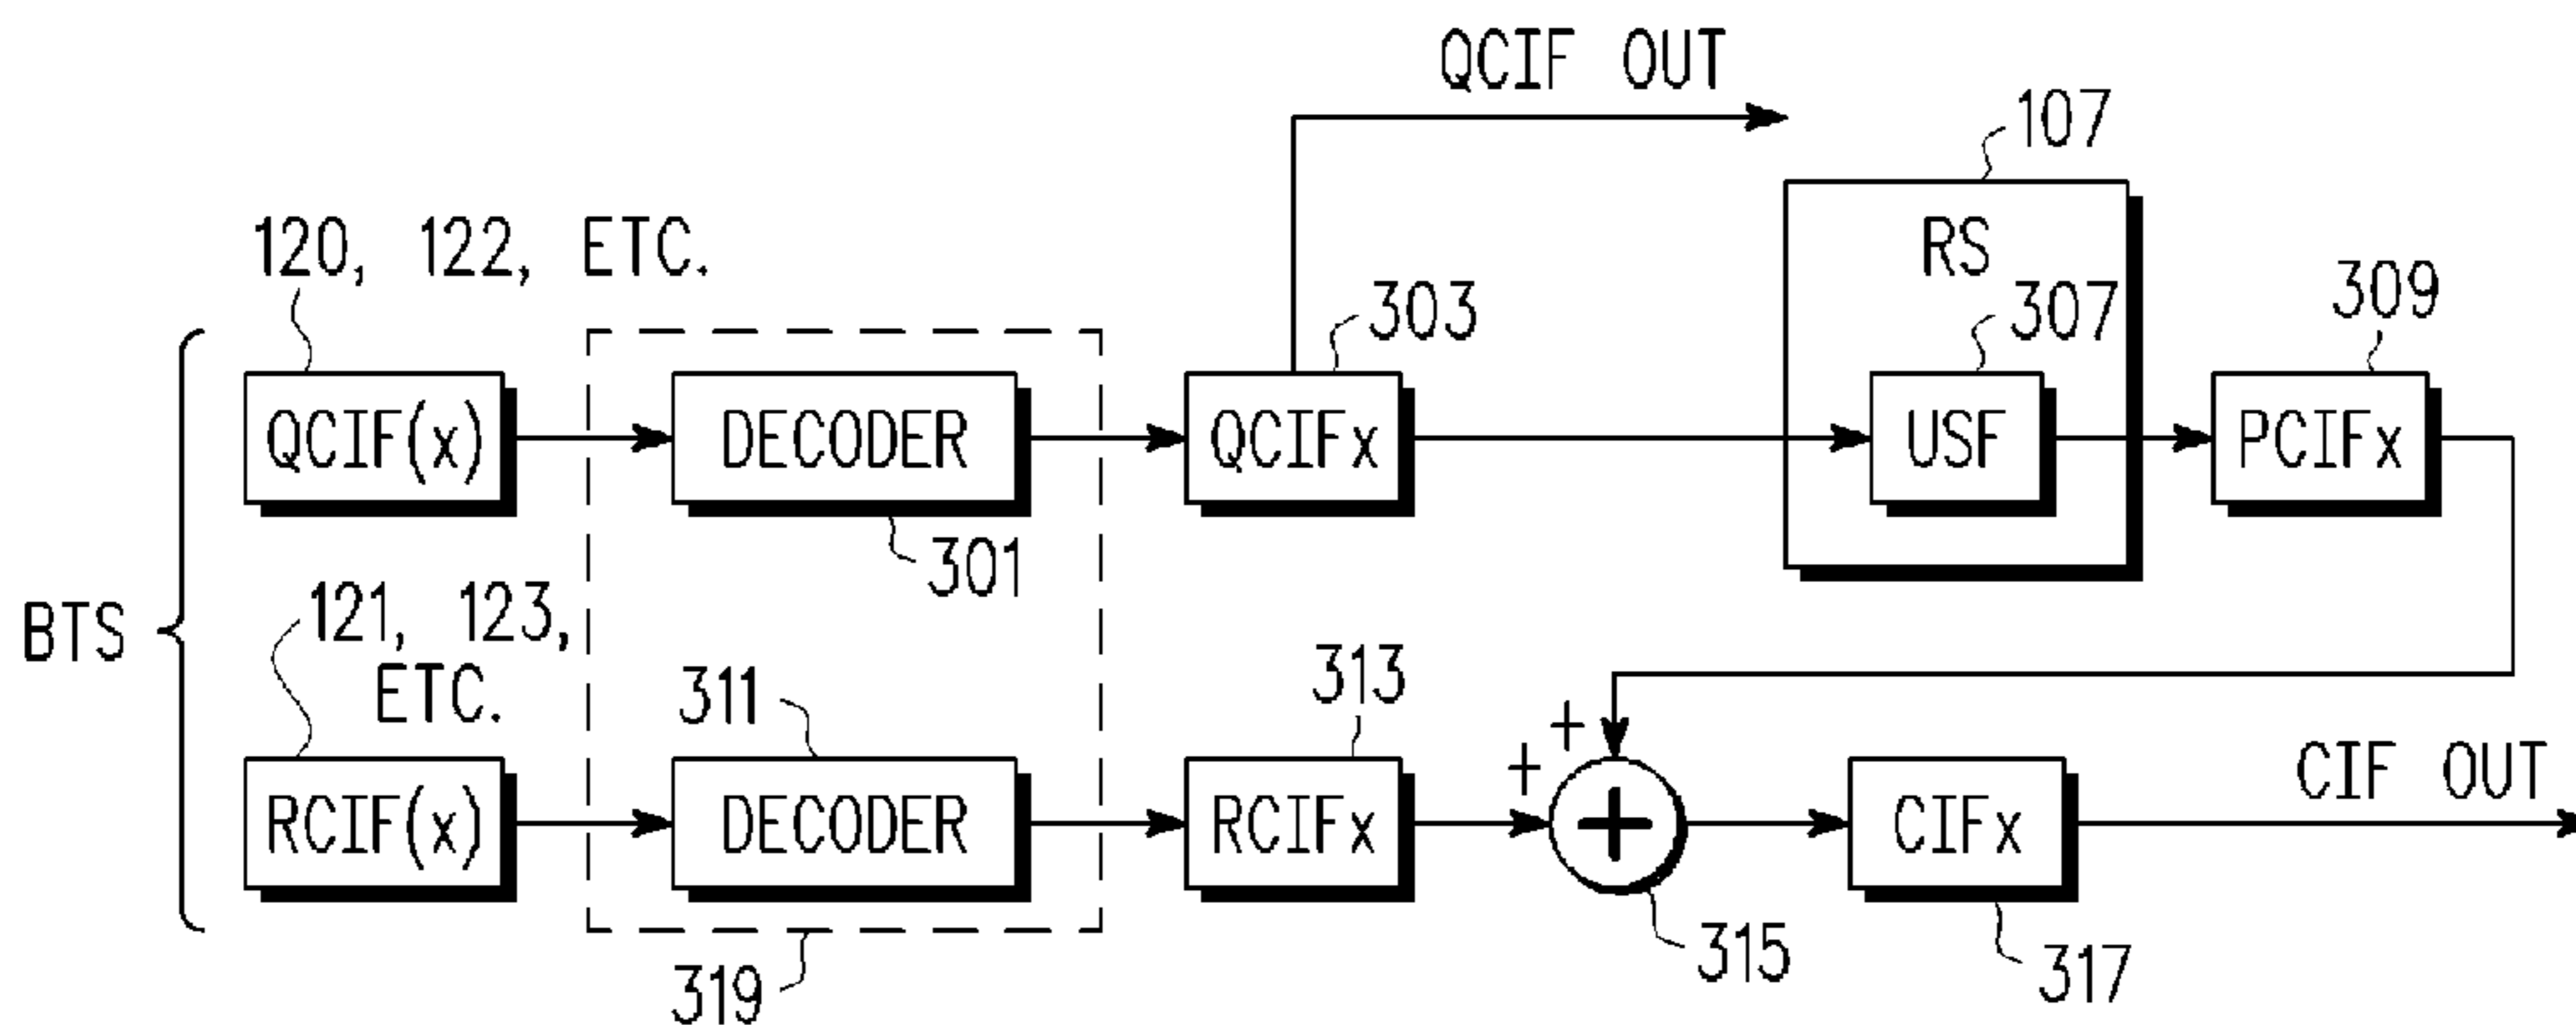 QCIF OUT
107
120, 122, ETC.
RS
303
307
309
QCIF(x)
DECODER
QCIFx
USF
PCIFx
301
BTS
121, 123,
ETC.
311
313
+
+
RCIF(x)
DECODER
RCIFx
+
CIFx
CIF OUT
319
315
317